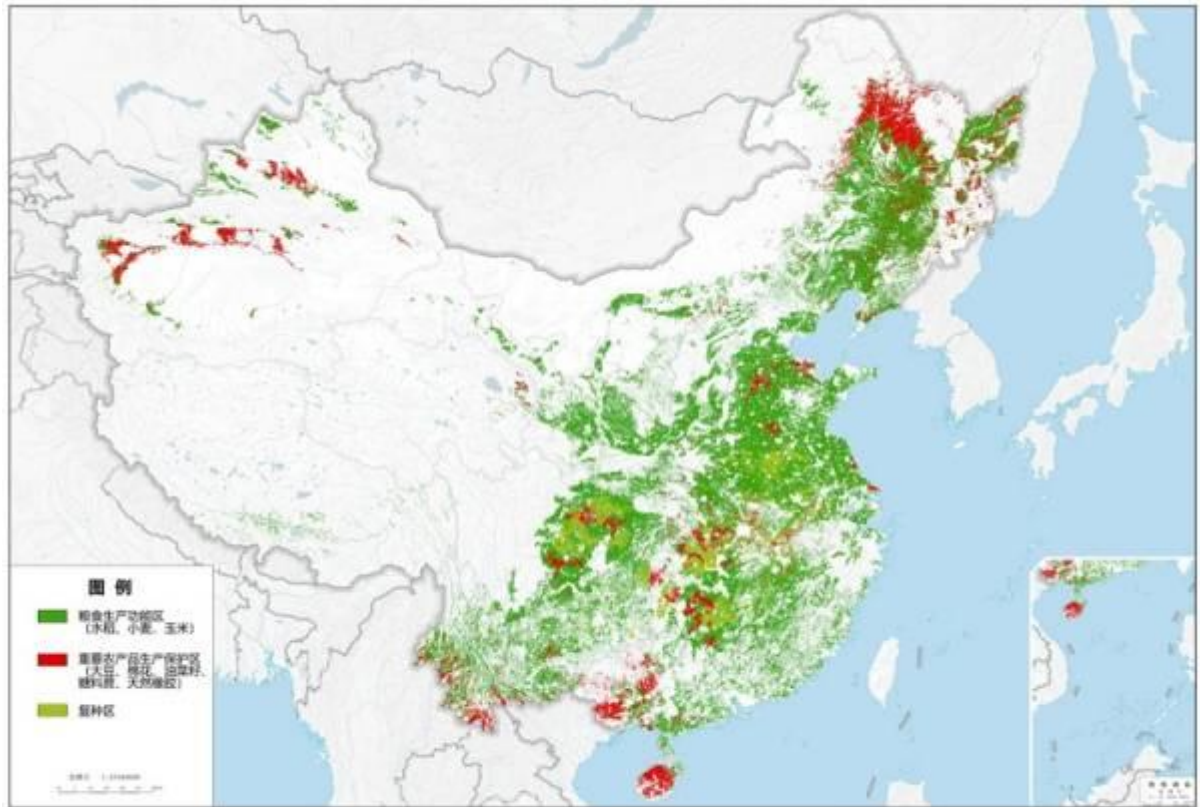 图 例
粮食生产功能区
（水稻、小麦、玉米）
重要农产品生产保护区
（大豆、棉花、油菜籽、
糖料蔗、天然橡胶）
复种区